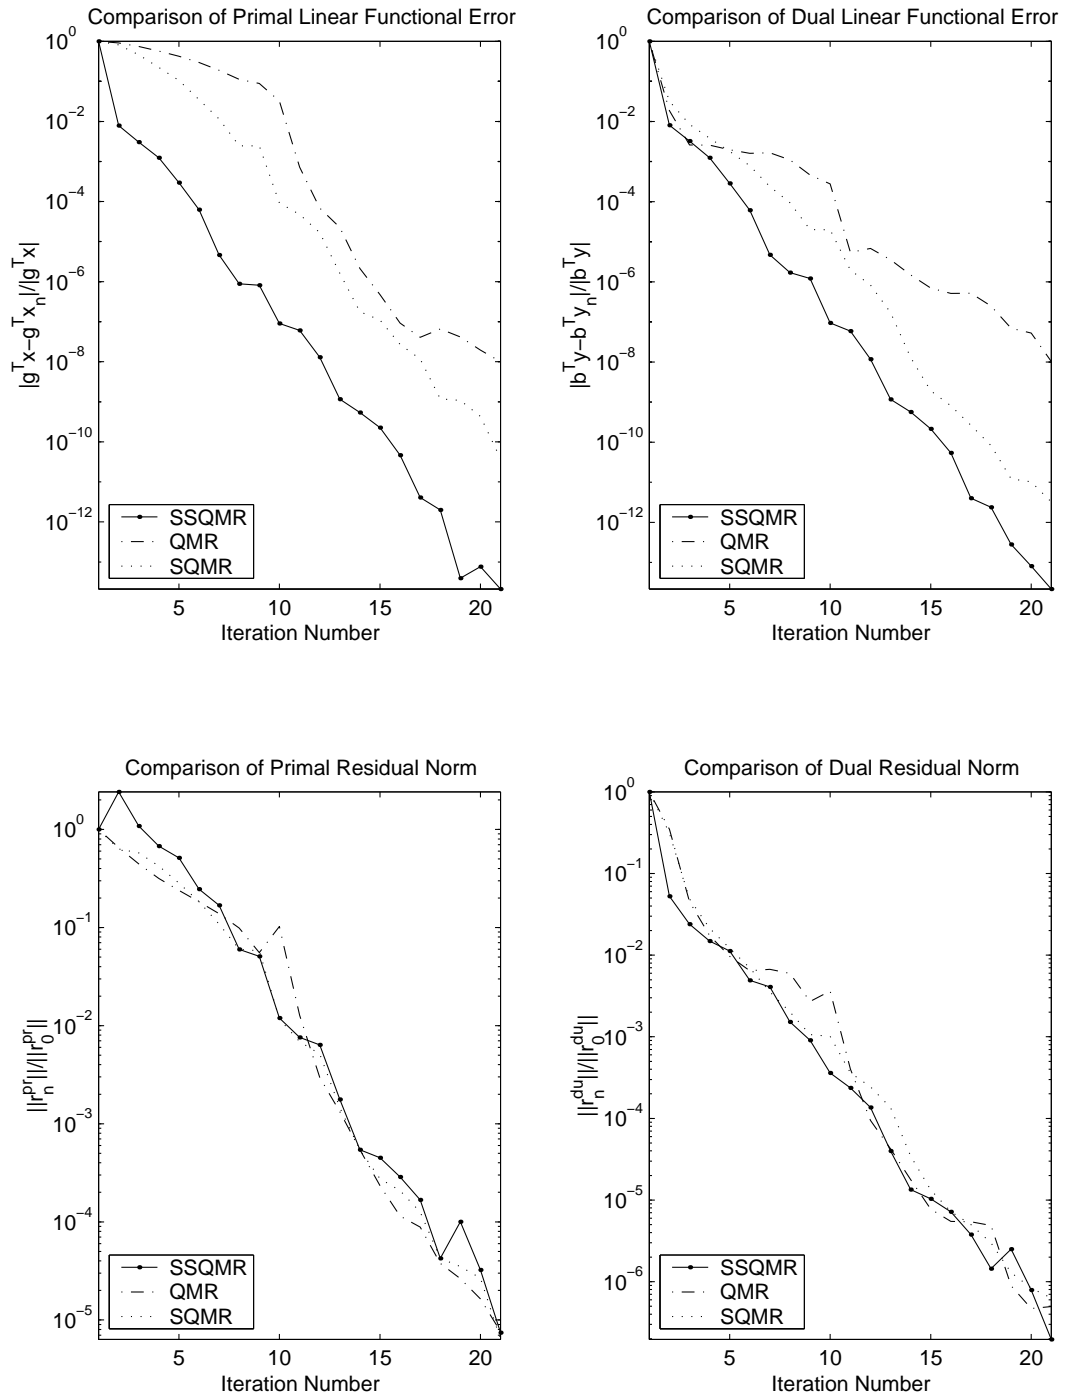 Comparison of Primal Linear Functional Error
10^0
10^−2
10^−4
10^−6
10^−8
10^−10
10^−12
|g^T x−g^T x_n|/|g^T x|
SSQMR
QMR
SQMR
5 10 15 20
Iteration Number
Comparison of Dual Linear Functional Error
10^0
10^−2
10^−4
10^−6
10^−8
10^−10
10^−12
|b^T y−b^T y_n|/|b^T y|
SSQMR
QMR
SQMR
5 10 15 20
Iteration Number
Comparison of Primal Residual Norm
10^0
10^−1
10^−2
10^−3
10^−4
10^−5
||r_n^pr||/||r_0^pr||
SSQMR
QMR
SQMR
5 10 15 20
Iteration Number
Comparison of Dual Residual Norm
10^0
10^−1
10^−2
10^−3
10^−4
10^−5
10^−6
||r_n^du||/||r_0^du||
SSQMR
QMR
SQMR
5 10 15 20
Iteration Number